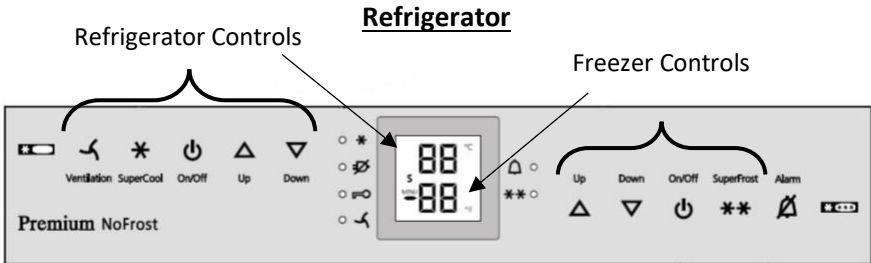 Refrigerator
Refrigerator Controls
Freezer Controls
88 °C
S
MENU
-88 °F
Ventilation SuperCool On/Off Up Down
Up Down On/Off SuperFrost Alarm
Premium NoFrost